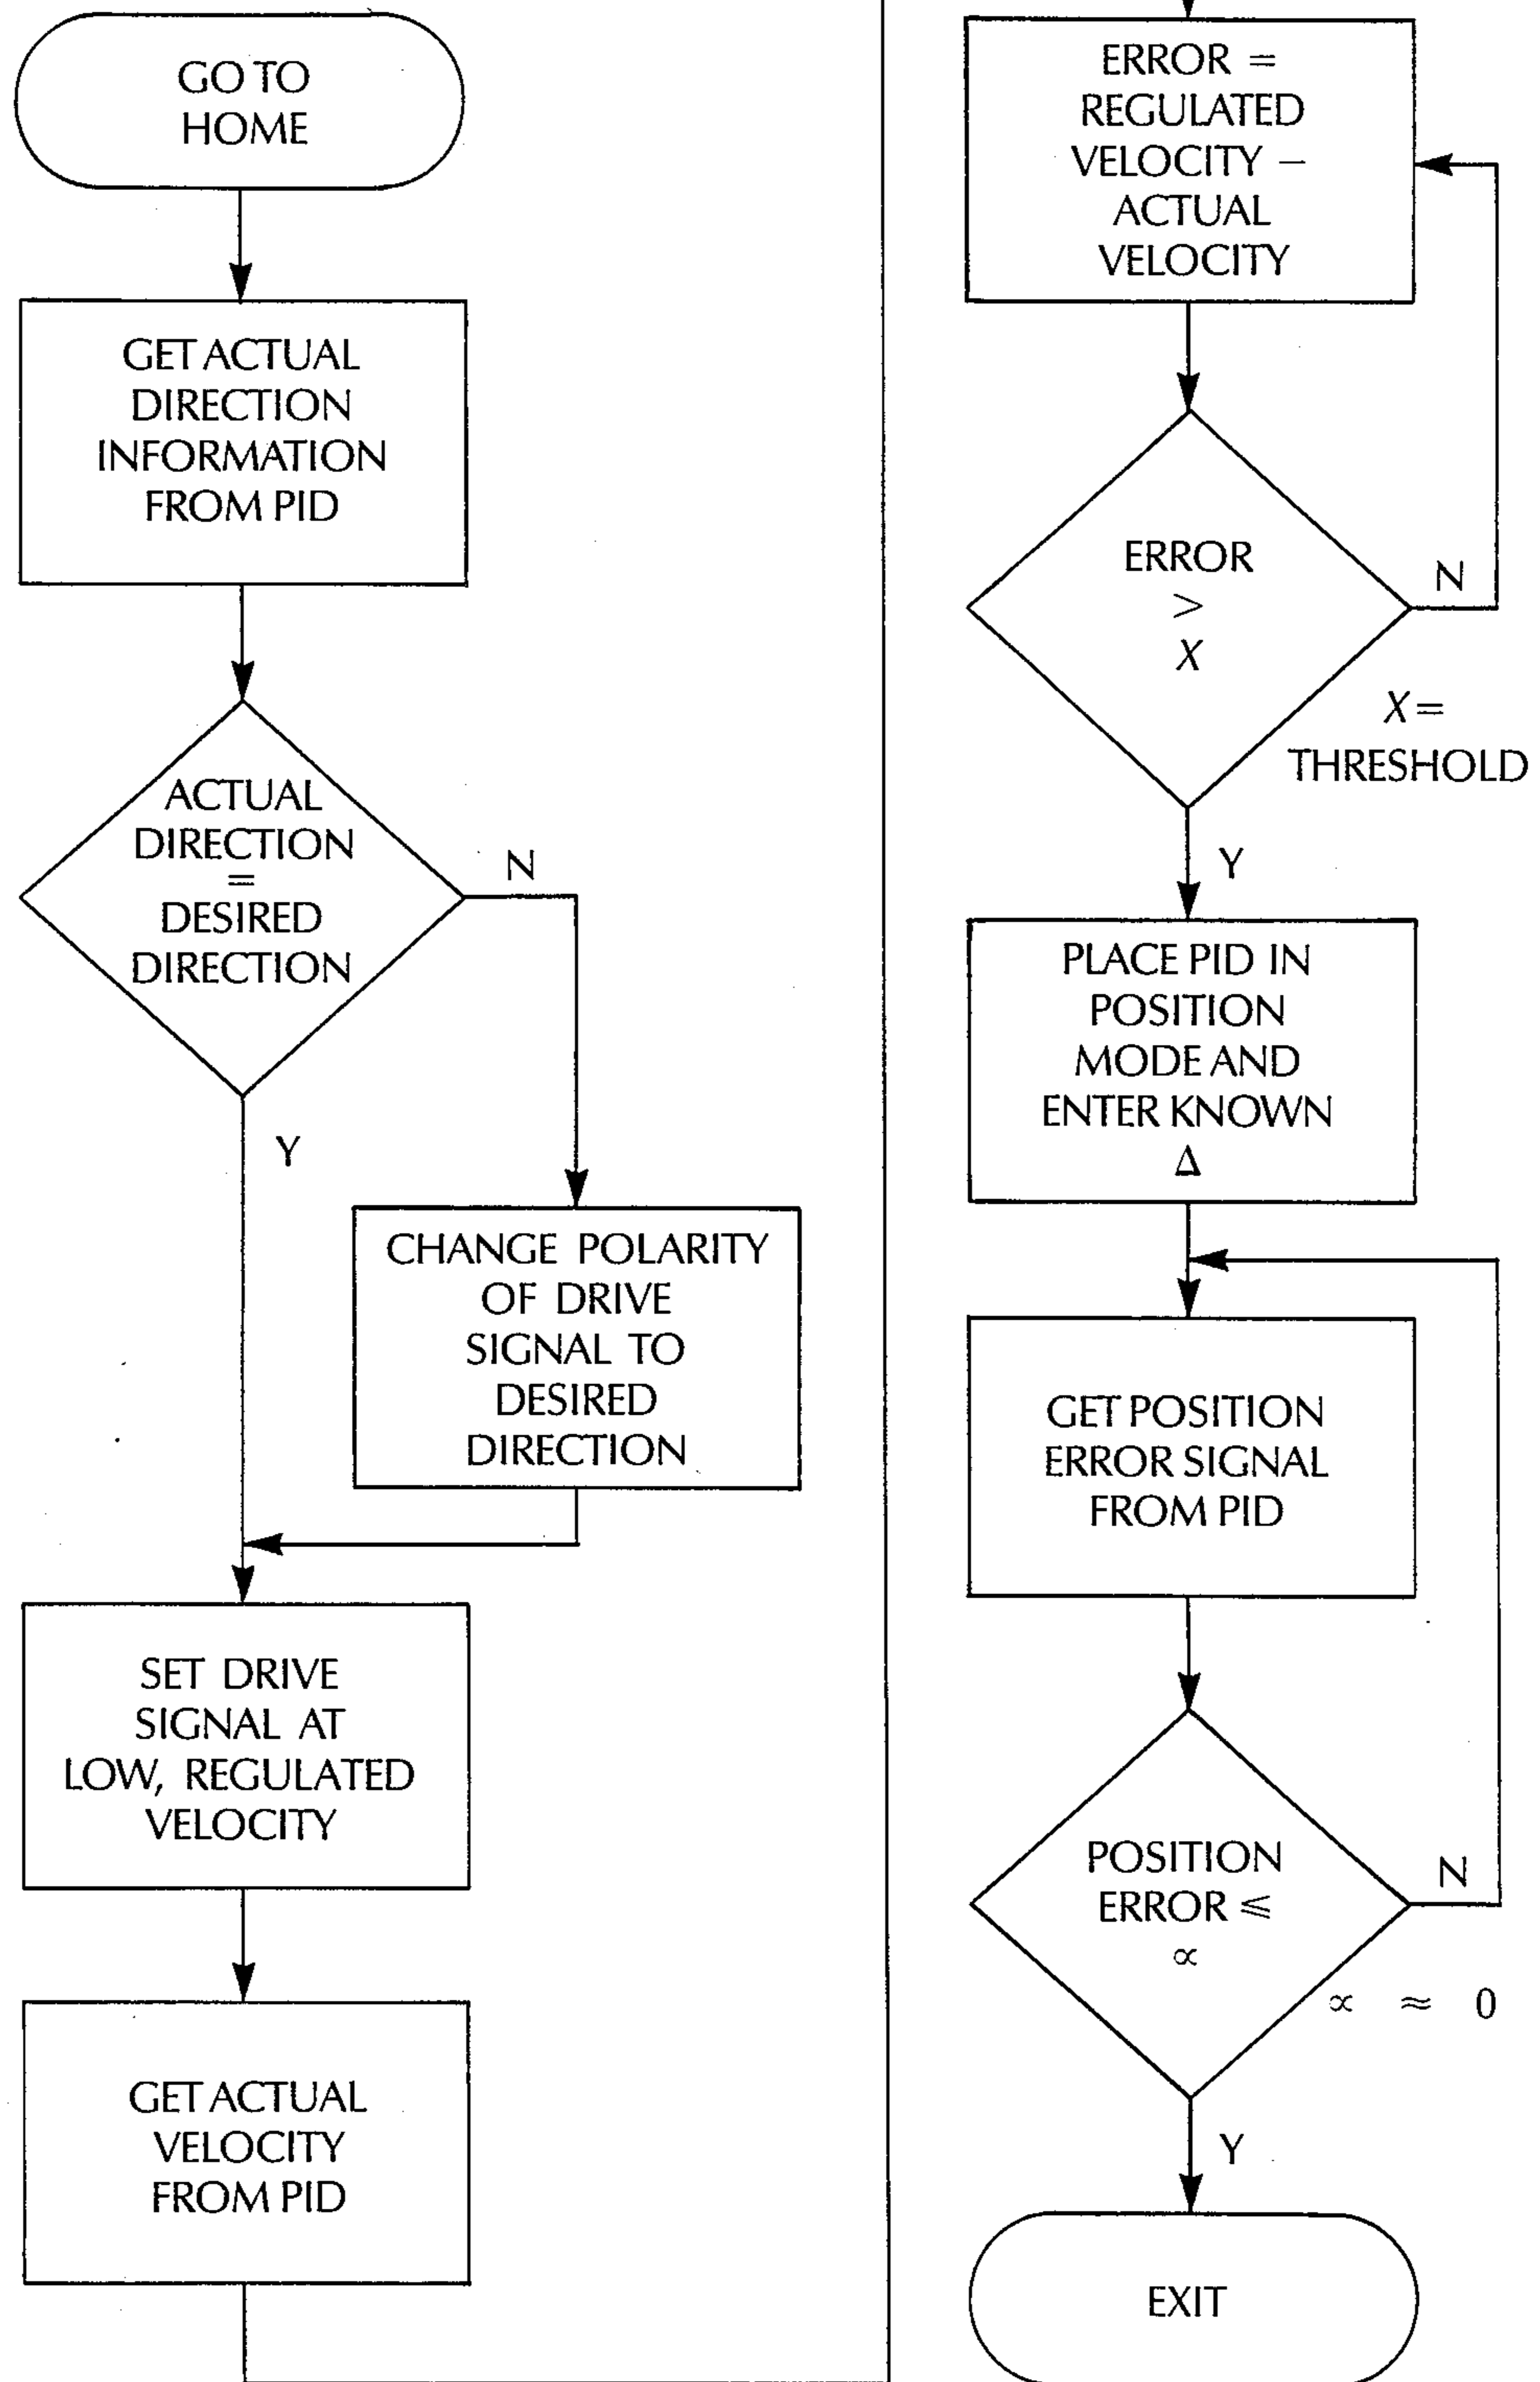 GO TO
HOME
GET ACTUAL
DIRECTION
INFORMATION
FROM PID
ACTUAL
DIRECTION
=
DESIRED
DIRECTION
N
Y
CHANGE POLARITY
OF DRIVE
SIGNAL TO
DESIRED
DIRECTION
SET DRIVE
SIGNAL AT
LOW, REGULATED
VELOCITY
GET ACTUAL
VELOCITY
FROM PID
ERROR =
REGULATED
VELOCITY –
ACTUAL
VELOCITY
ERROR
>
X
N
X =
THRESHOLD
Y
PLACE PID IN
POSITION
MODE AND
ENTER KNOWN
Δ
GET POSITION
ERROR SIGNAL
FROM PID
POSITION
ERROR ⩽
∝
N
∝ ≈ 0
Y
EXIT